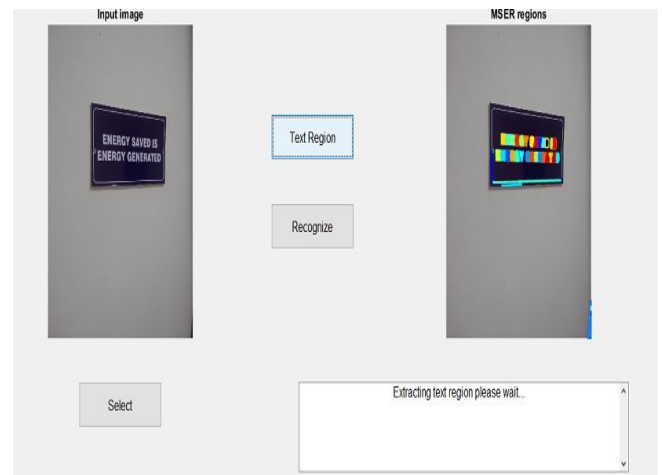 Input image
MSER regions
ENERGY SAVED IS
ENERGY GENERATED
Text Region
Recognize
Select
Extracting text region please wait...